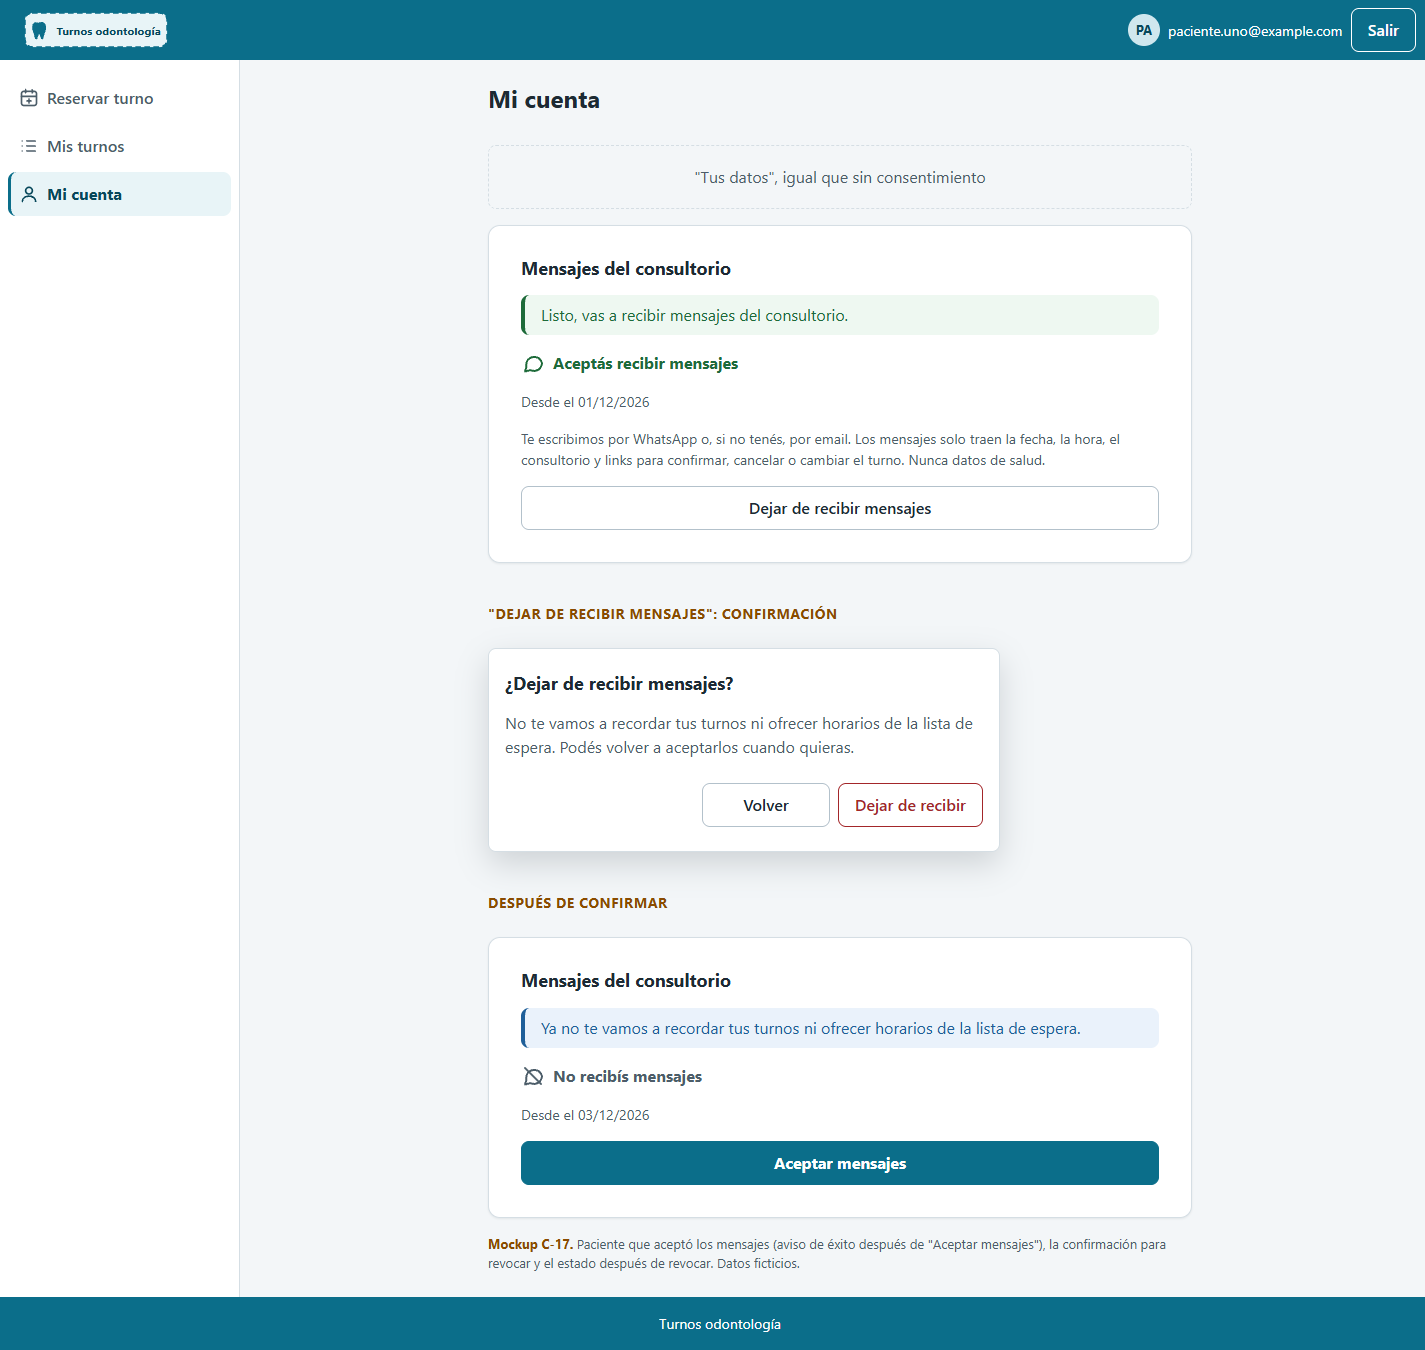 Turnos odontología
PA
paciente.uno@example.com
Salir
Reservar turno
Mis turnos
Mi cuenta
Mi cuenta
"Tus datos", igual que sin consentimiento
Mensajes del consultorio
Listo, vas a recibir mensajes del consultorio.
Aceptás recibir mensajes
Desde el 01/12/2026
Te escribimos por WhatsApp o, si no tenés, por email. Los mensajes solo traen la fecha, la hora, el
consultorio y links para confirmar, cancelar o cambiar el turno. Nunca datos de salud.
Dejar de recibir mensajes
"DEJAR DE RECIBIR MENSAJES": CONFIRMACIÓN
¿Dejar de recibir mensajes?
No te vamos a recordar tus turnos ni ofrecer horarios de la lista de
espera. Podés volver a aceptarlos cuando quieras.
Volver
Dejar de recibir
DESPUÉS DE CONFIRMAR
Mensajes del consultorio
Ya no te vamos a recordar tus turnos ni ofrecer horarios de la lista de espera.
No recibís mensajes
Desde el 03/12/2026
Aceptar mensajes
Mockup C-17. Paciente que aceptó los mensajes (aviso de éxito después de "Aceptar mensajes"), la confirmación para
revocar y el estado después de revocar. Datos ficticios.
Turnos odontología